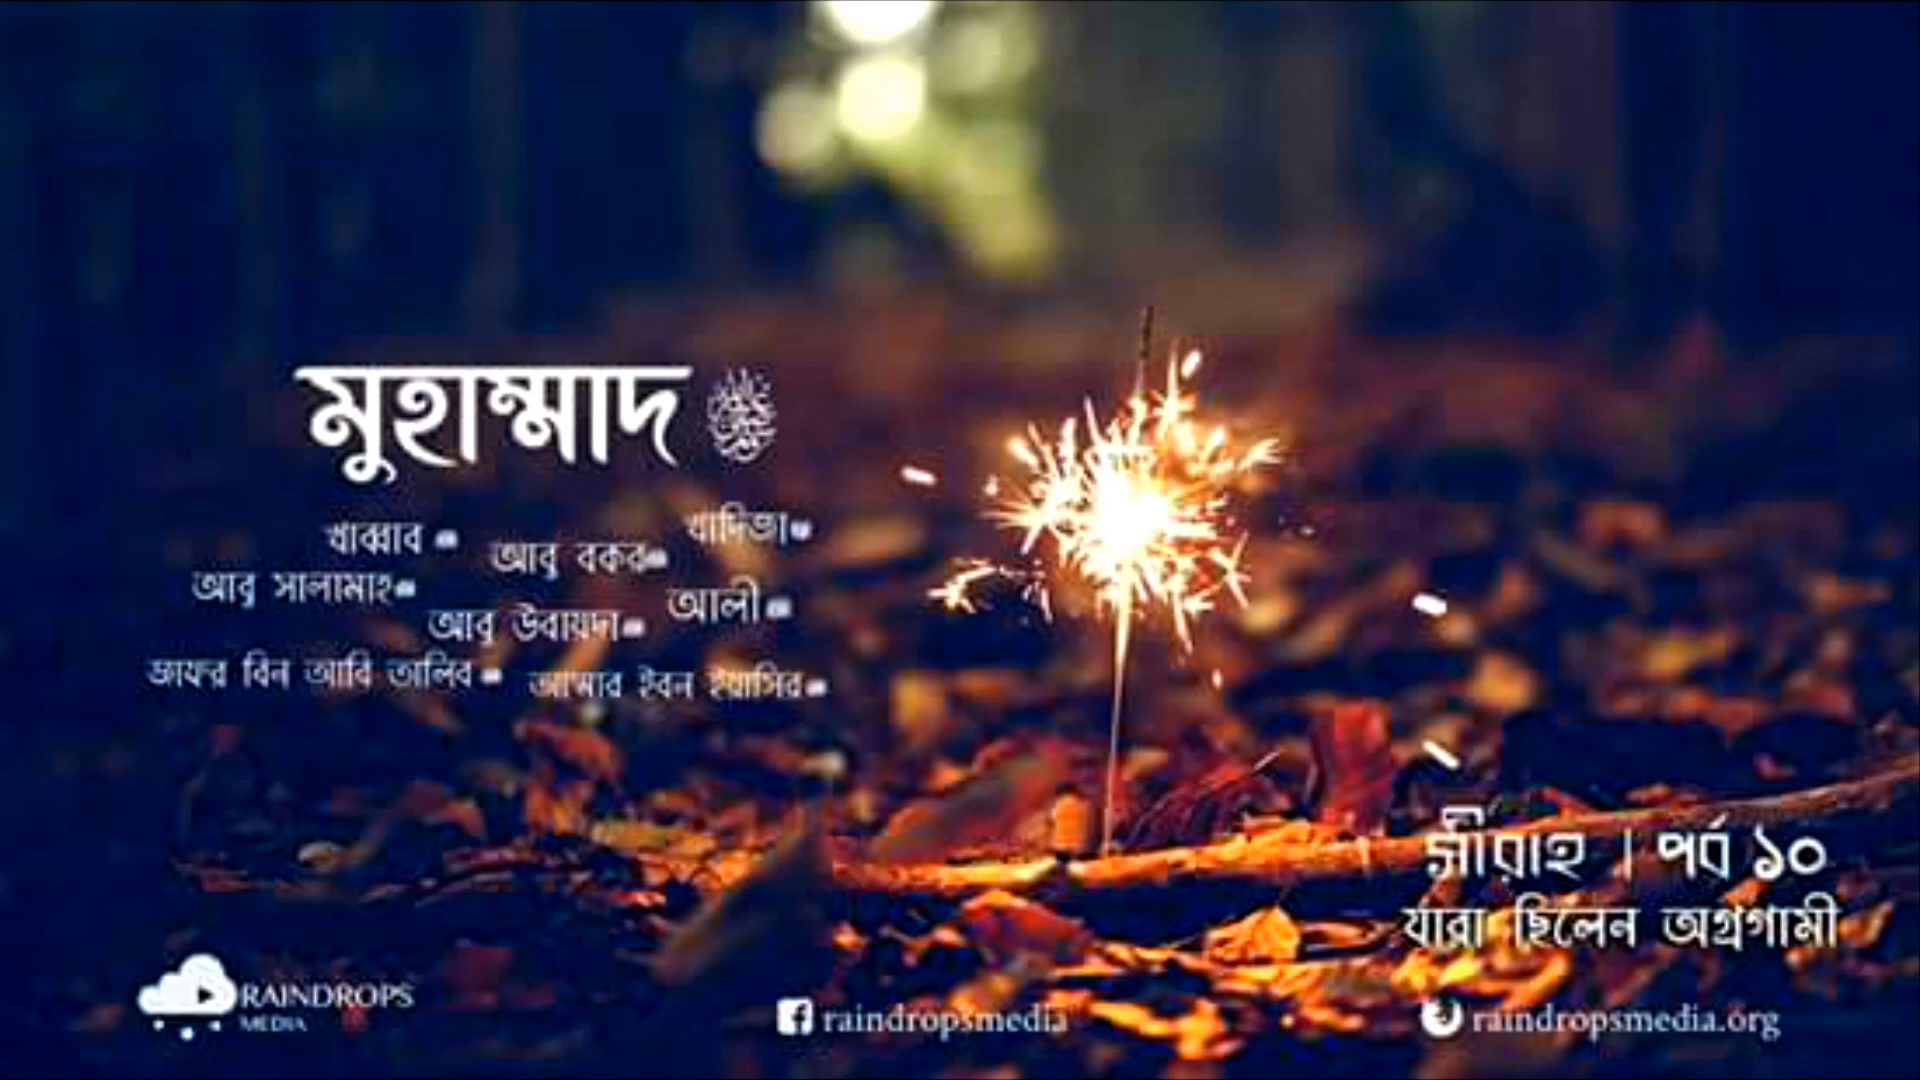 মুহাম্মাদ ﷺ
খাব্বাব
আবু বকর
খাদিজা
আবু সালামাহ
আবু উবায়দা
আলী
জাফর বিন আবি তালিব
আম্মার ইবন ইয়াসির
সীরাহ । পর্ব ১০
যারা ছিলেন অগ্রগামী
RAINDROPS
MEDIA
raindropsmedia
raindropsmedia.org